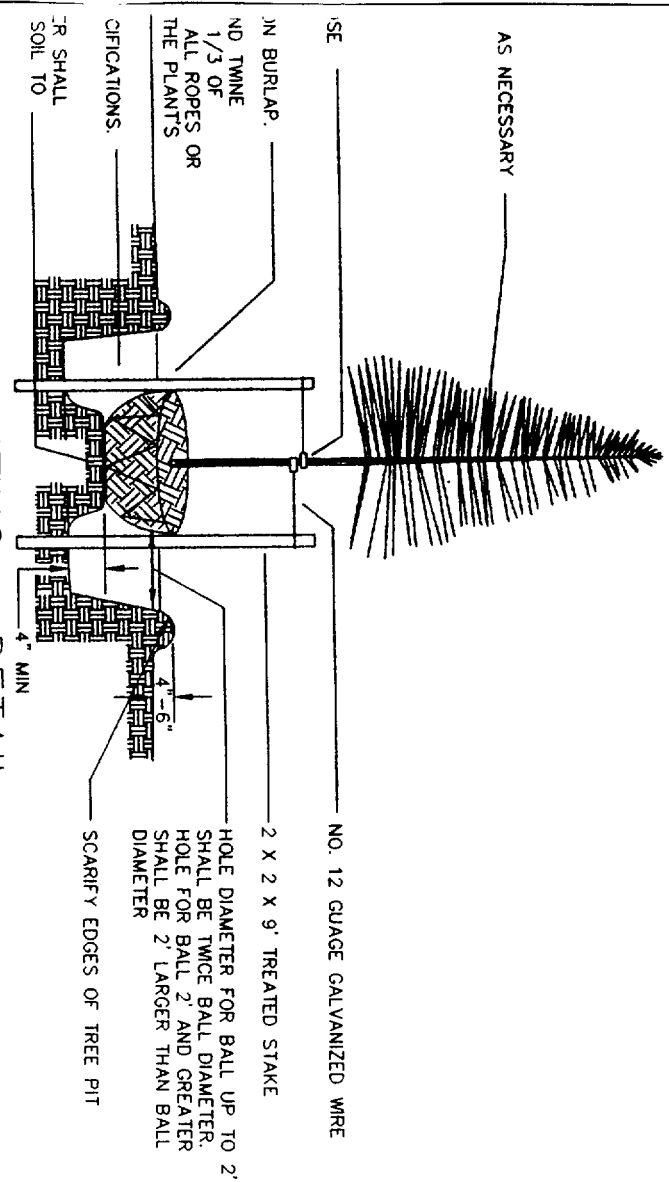 AS NECESSARY
SE
N BURLAP.
ND TWINE
1/3 OF
ALL ROPES OR
THE PLANT'S
CIFICATIONS.
ER SHALL
SOIL TO
NO. 12 GUAGE GALVANIZED WIRE
2 X 2 X 9' TREATED STAKE
HOLE DIAMETER FOR BALL UP TO 2'
SHALL BE TWICE BALL DIAMETER.
HOLE FOR BALL 2' AND GREATER
SHALL BE 2' LARGER THAN BALL
DIAMETER
SCARIFY EDGES OF TREE PIT
4"-6"
4" MIN